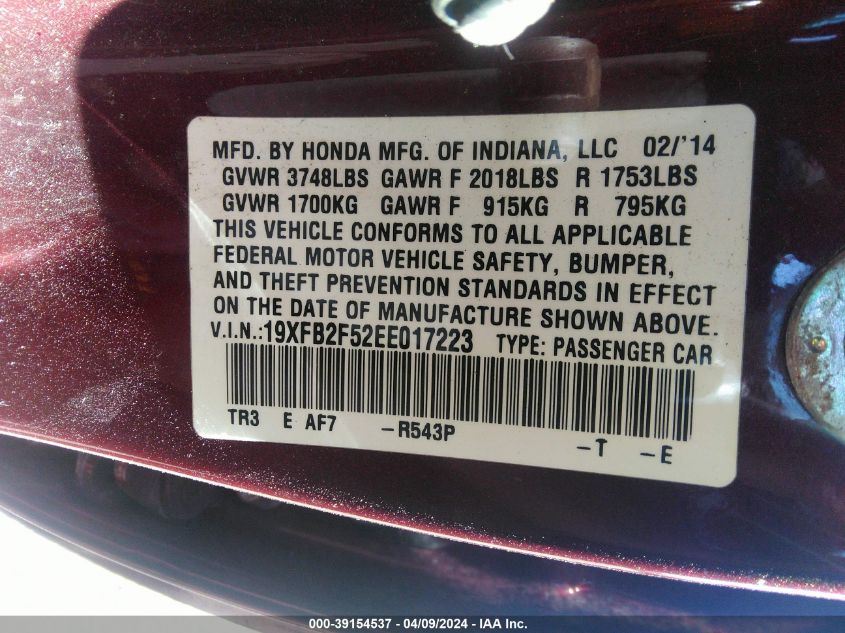 MFD. BY HONDA MFG. OF INDIANA, LLC 02/'14
GVWR 3748LBS GAWR F 2018LBS R 1753LBS
GVWR 1700KG GAWR F 915KG R 795KG
THIS VEHICLE CONFORMS TO ALL APPLICABLE
FEDERAL MOTOR VEHICLE SAFETY, BUMPER,
AND THEFT PREVENTION STANDARDS IN EFFECT
ON THE DATE OF MANUFACTURE SHOWN ABOVE.
V.I.N.:19XFB2F52EE017223 TYPE: PASSENGER CAR
TR3 E AF7 -R543P -T -E
000-39154537 - 04/09/2024 - IAA Inc.